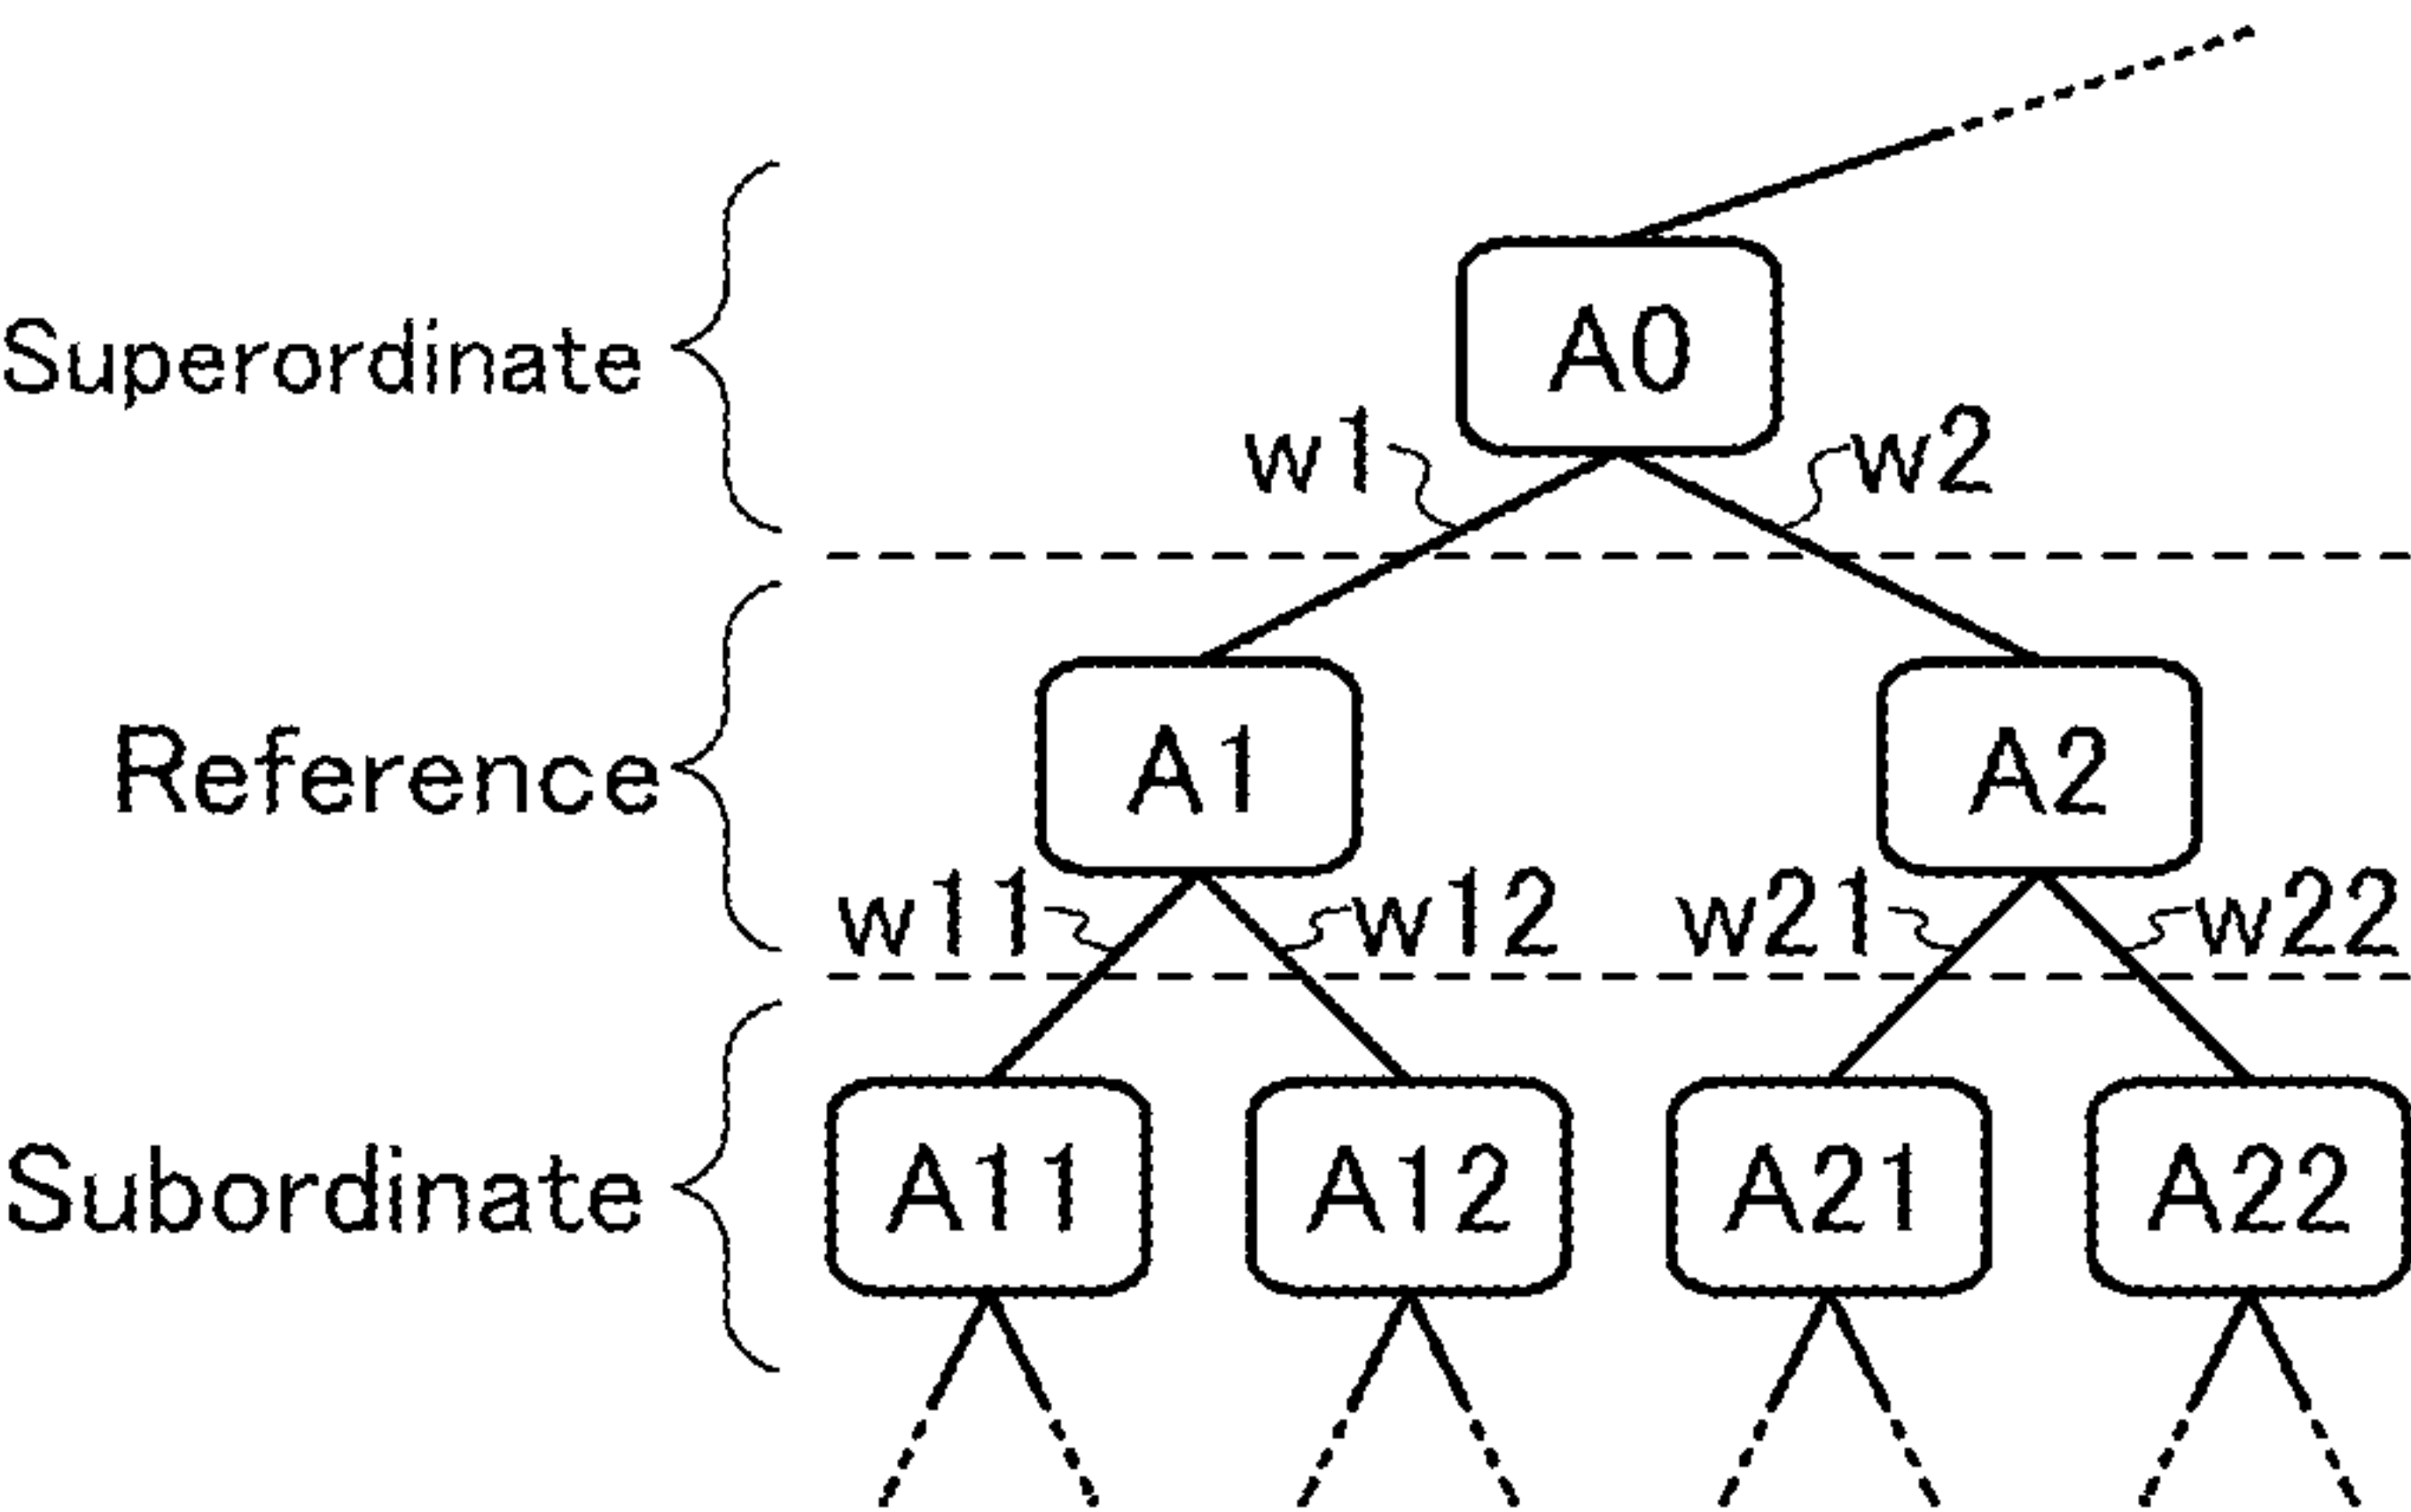 Superordinate
A0
w1
w2
Reference
A1
A2
w11
w12
w21
w22
Subordinate
A11
A12
A21
A22